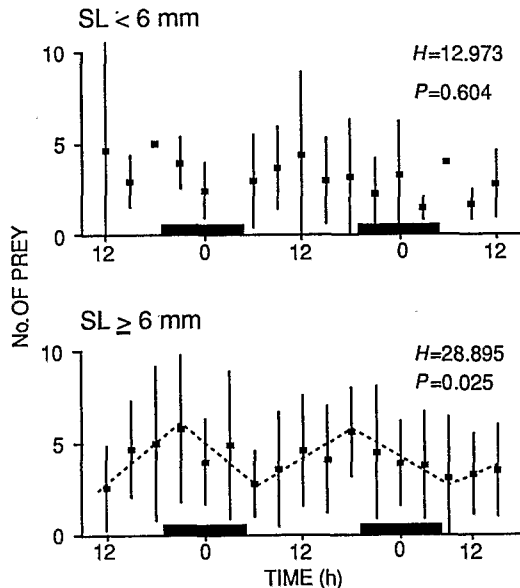 SL < 6 mm
10
H=12.973
P=0.604
5
0
12 0 12 0 12
No. OF PREY
SL ≥ 6 mm
10
H=28.895
P=0.025
5
0
12 0 12 0 12
TIME (h)